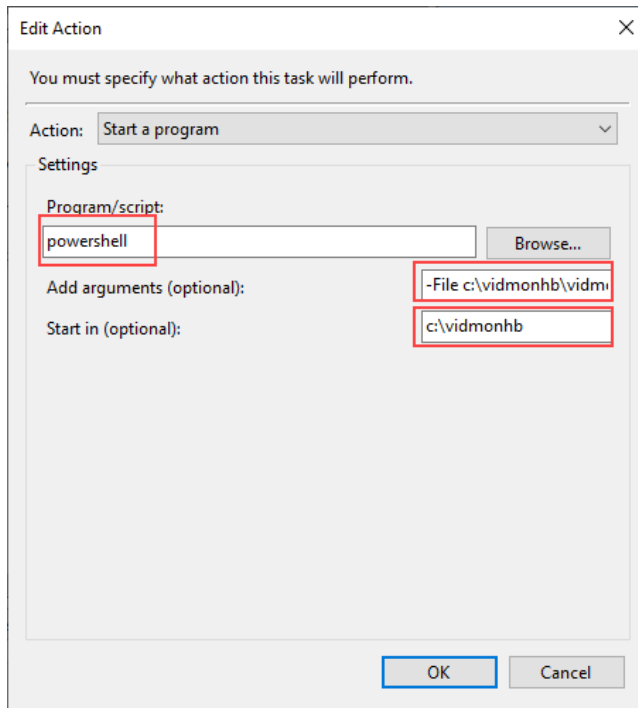 Edit Action
You must specify what action this task will perform.
Action: Start a program
Settings
Program/script:
powershell Browse...
Add arguments (optional): -File c:\vidmonhb\vidm
Start in (optional): c:\vidmonhb
OK Cancel